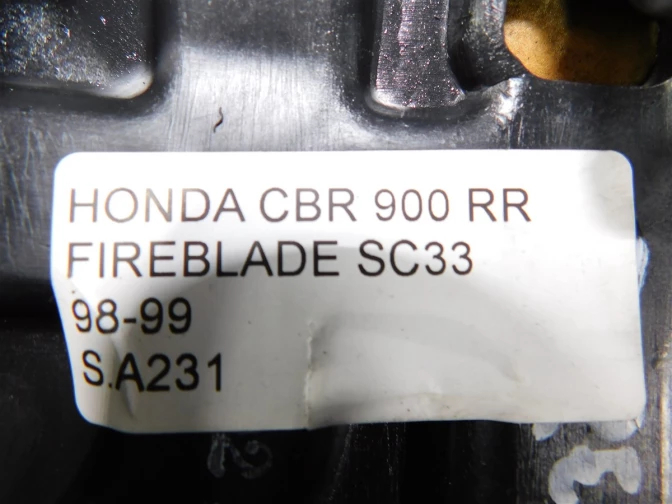 HONDA CBR 900 RR
FIREBLADE SC33
98-99
S.A231